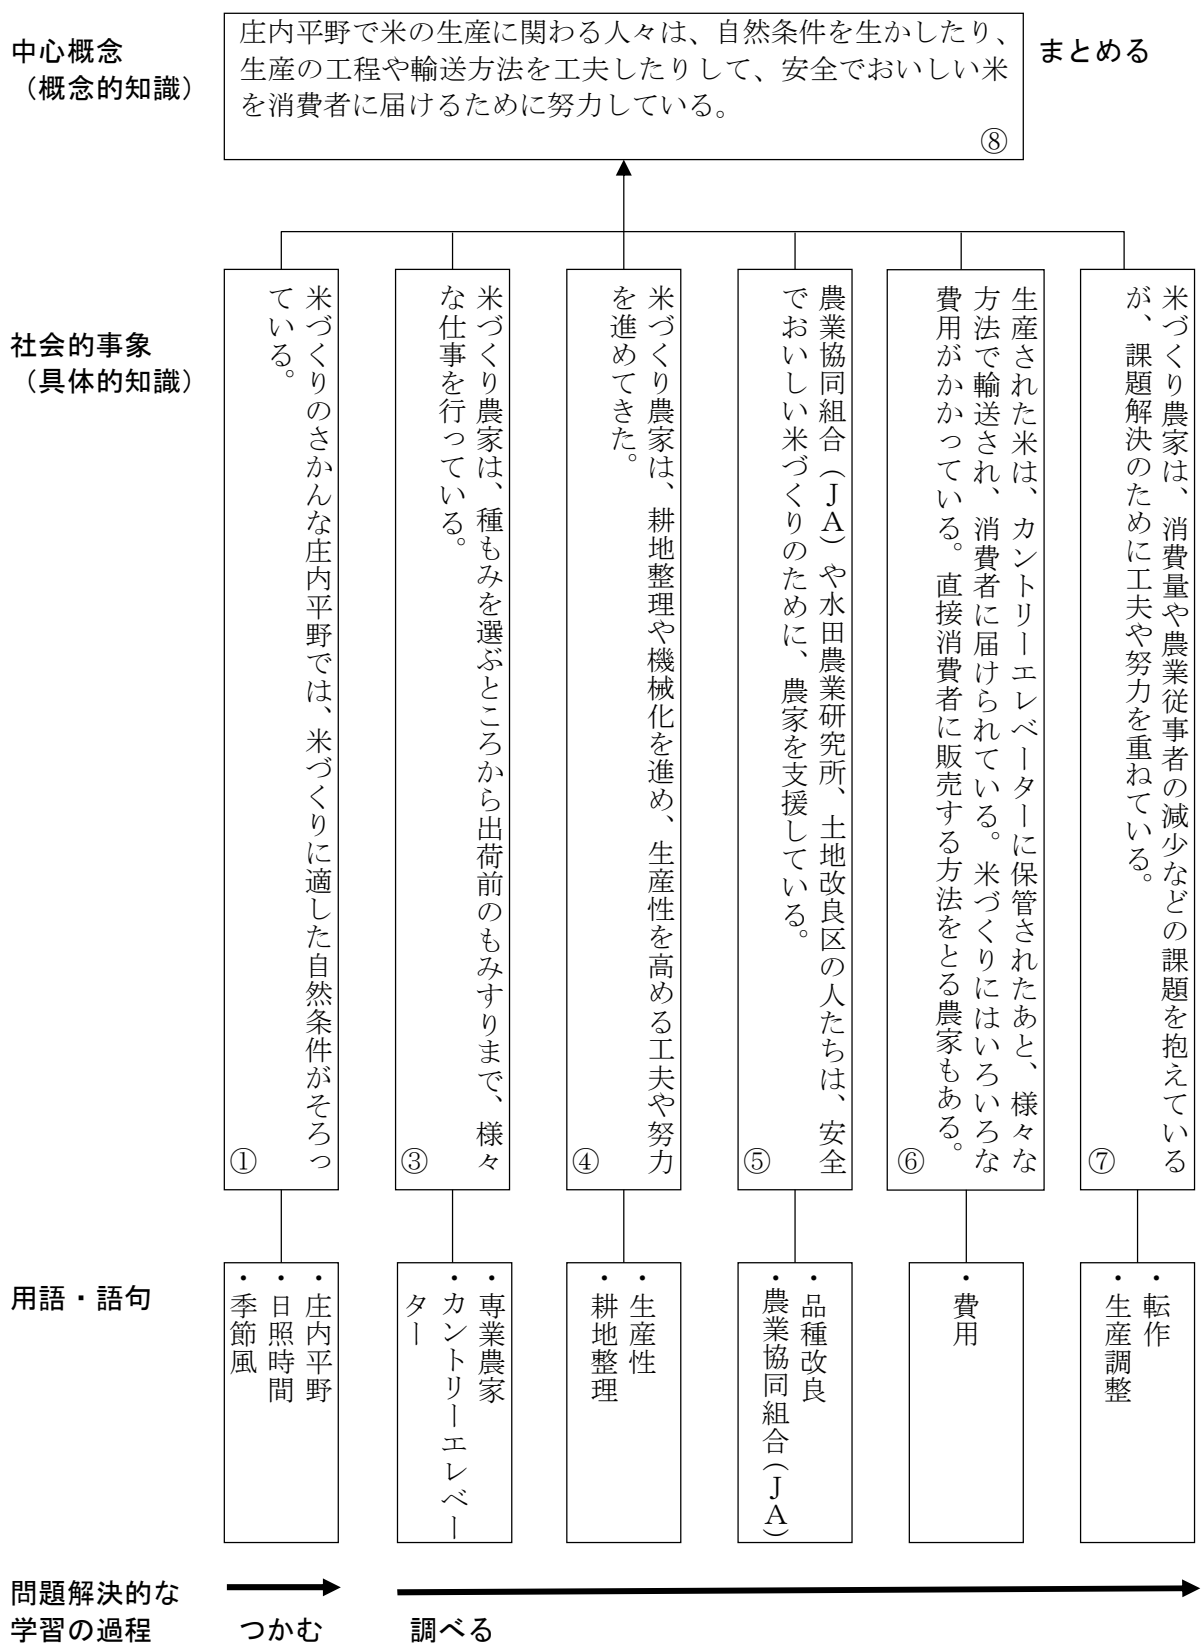 中心概念
（概念的知識）
庄内平野で米の生産に関わる人々は、自然条件を生かしたり、
生産の工程や輸送方法を工夫したりして、安全でおいしい米
を消費者に届けるために努力している。
⑧
まとめる
社会的事象
（具体的知識）
米づくりのさかんな庄内平野では、米づくりに適した自然条件がそろっ
ている。
①
米づくり農家は、種もみを選ぶところから出荷前のもみすりまで、様々
な仕事を行っている。
③
米づくり農家は、耕地整理や機械化を進め、生産性を高める工夫や努力
を進めてきた。
④
農業協同組合（ＪＡ）や水田農業研究所、土地改良区の人たちは、安全
でおいしい米づくりのために、農家を支援している。
⑤
生産された米は、カントリーエレベーターに保管されたあと、様々な
方法で輸送され、消費者に届けられている。米づくりにはいろいろな
費用がかかっている。直接消費者に販売する方法をとる農家もある。
⑥
米づくり農家は、消費量や農業従事者の減少などの課題を抱えている
が、課題解決のために工夫や努力を重ねている。
⑦
用語・語句
・庄内平野
・日照時間
・季節風
・専業農家
・カントリーエレベー
ター
・生産性
・耕地整理
・品種改良
・農業協同組合（ＪＡ）
・費用
・転作
・生産調整
問題解決的な
学習の過程
つかむ
調べる